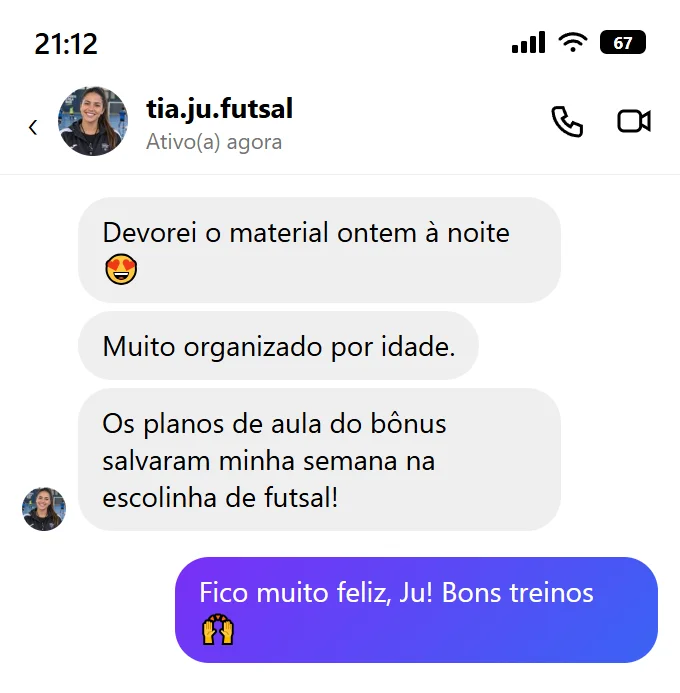 21:12
67
tia.ju.futsal
Ativo(a) agora
Devorei o material ontem à noite
😍
Muito organizado por idade.
Os planos de aula do bônus
salvaram minha semana na
escolinha de futsal!
Fico muito feliz, Ju! Bons treinos
🙌